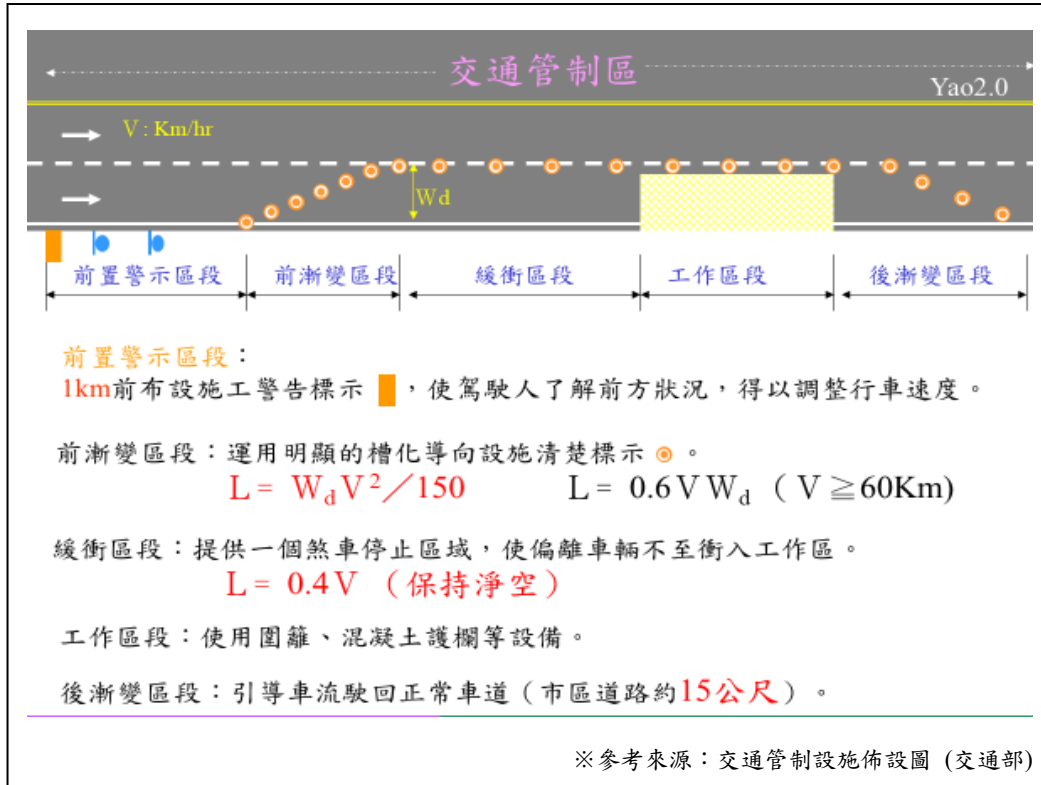 交通管制區
Yao2.0
V : Km/hr
Wd
前置警示區段 前漸變區段 緩衝區段 工作區段 後漸變區段
前置警示區段：
1km前布設施工警告標示 ，使駕駛人了解前方狀況，得以調整行車速度。
前漸變區段：運用明顯的槽化導向設施清楚標示 。
L= WdV²／150 L= 0.6VWd（V≧60Km)
緩衝區段：提供一個煞車停止區域，使偏離車輛不至衝入工作區。
L= 0.4V （保持淨空）
工作區段：使用圍籬、混凝土護欄等設備。
後漸變區段：引導車流駛回正常車道（市區道路約15公尺）。
※參考來源：交通管制設施佈設圖 (交通部)